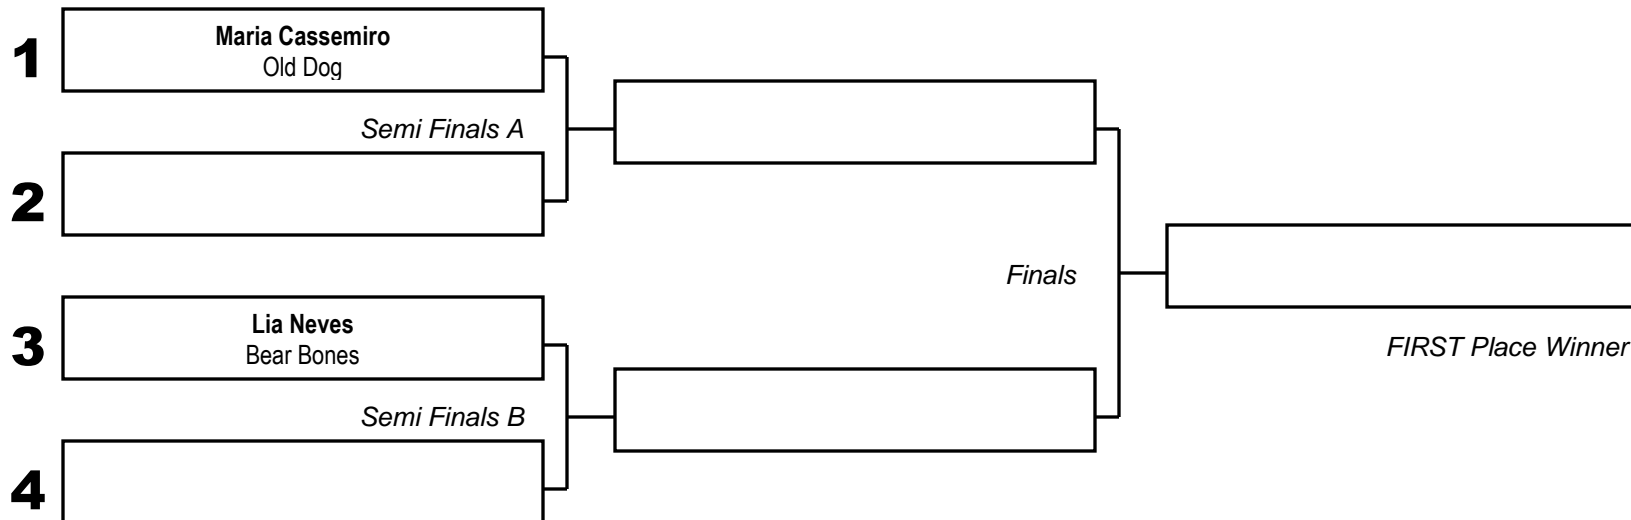 1
Maria Cassemiro
Old Dog
Semi Finals A
2
Finals
3
Lia Neves
Bear Bones
FIRST Place Winner
Semi Finals B
4